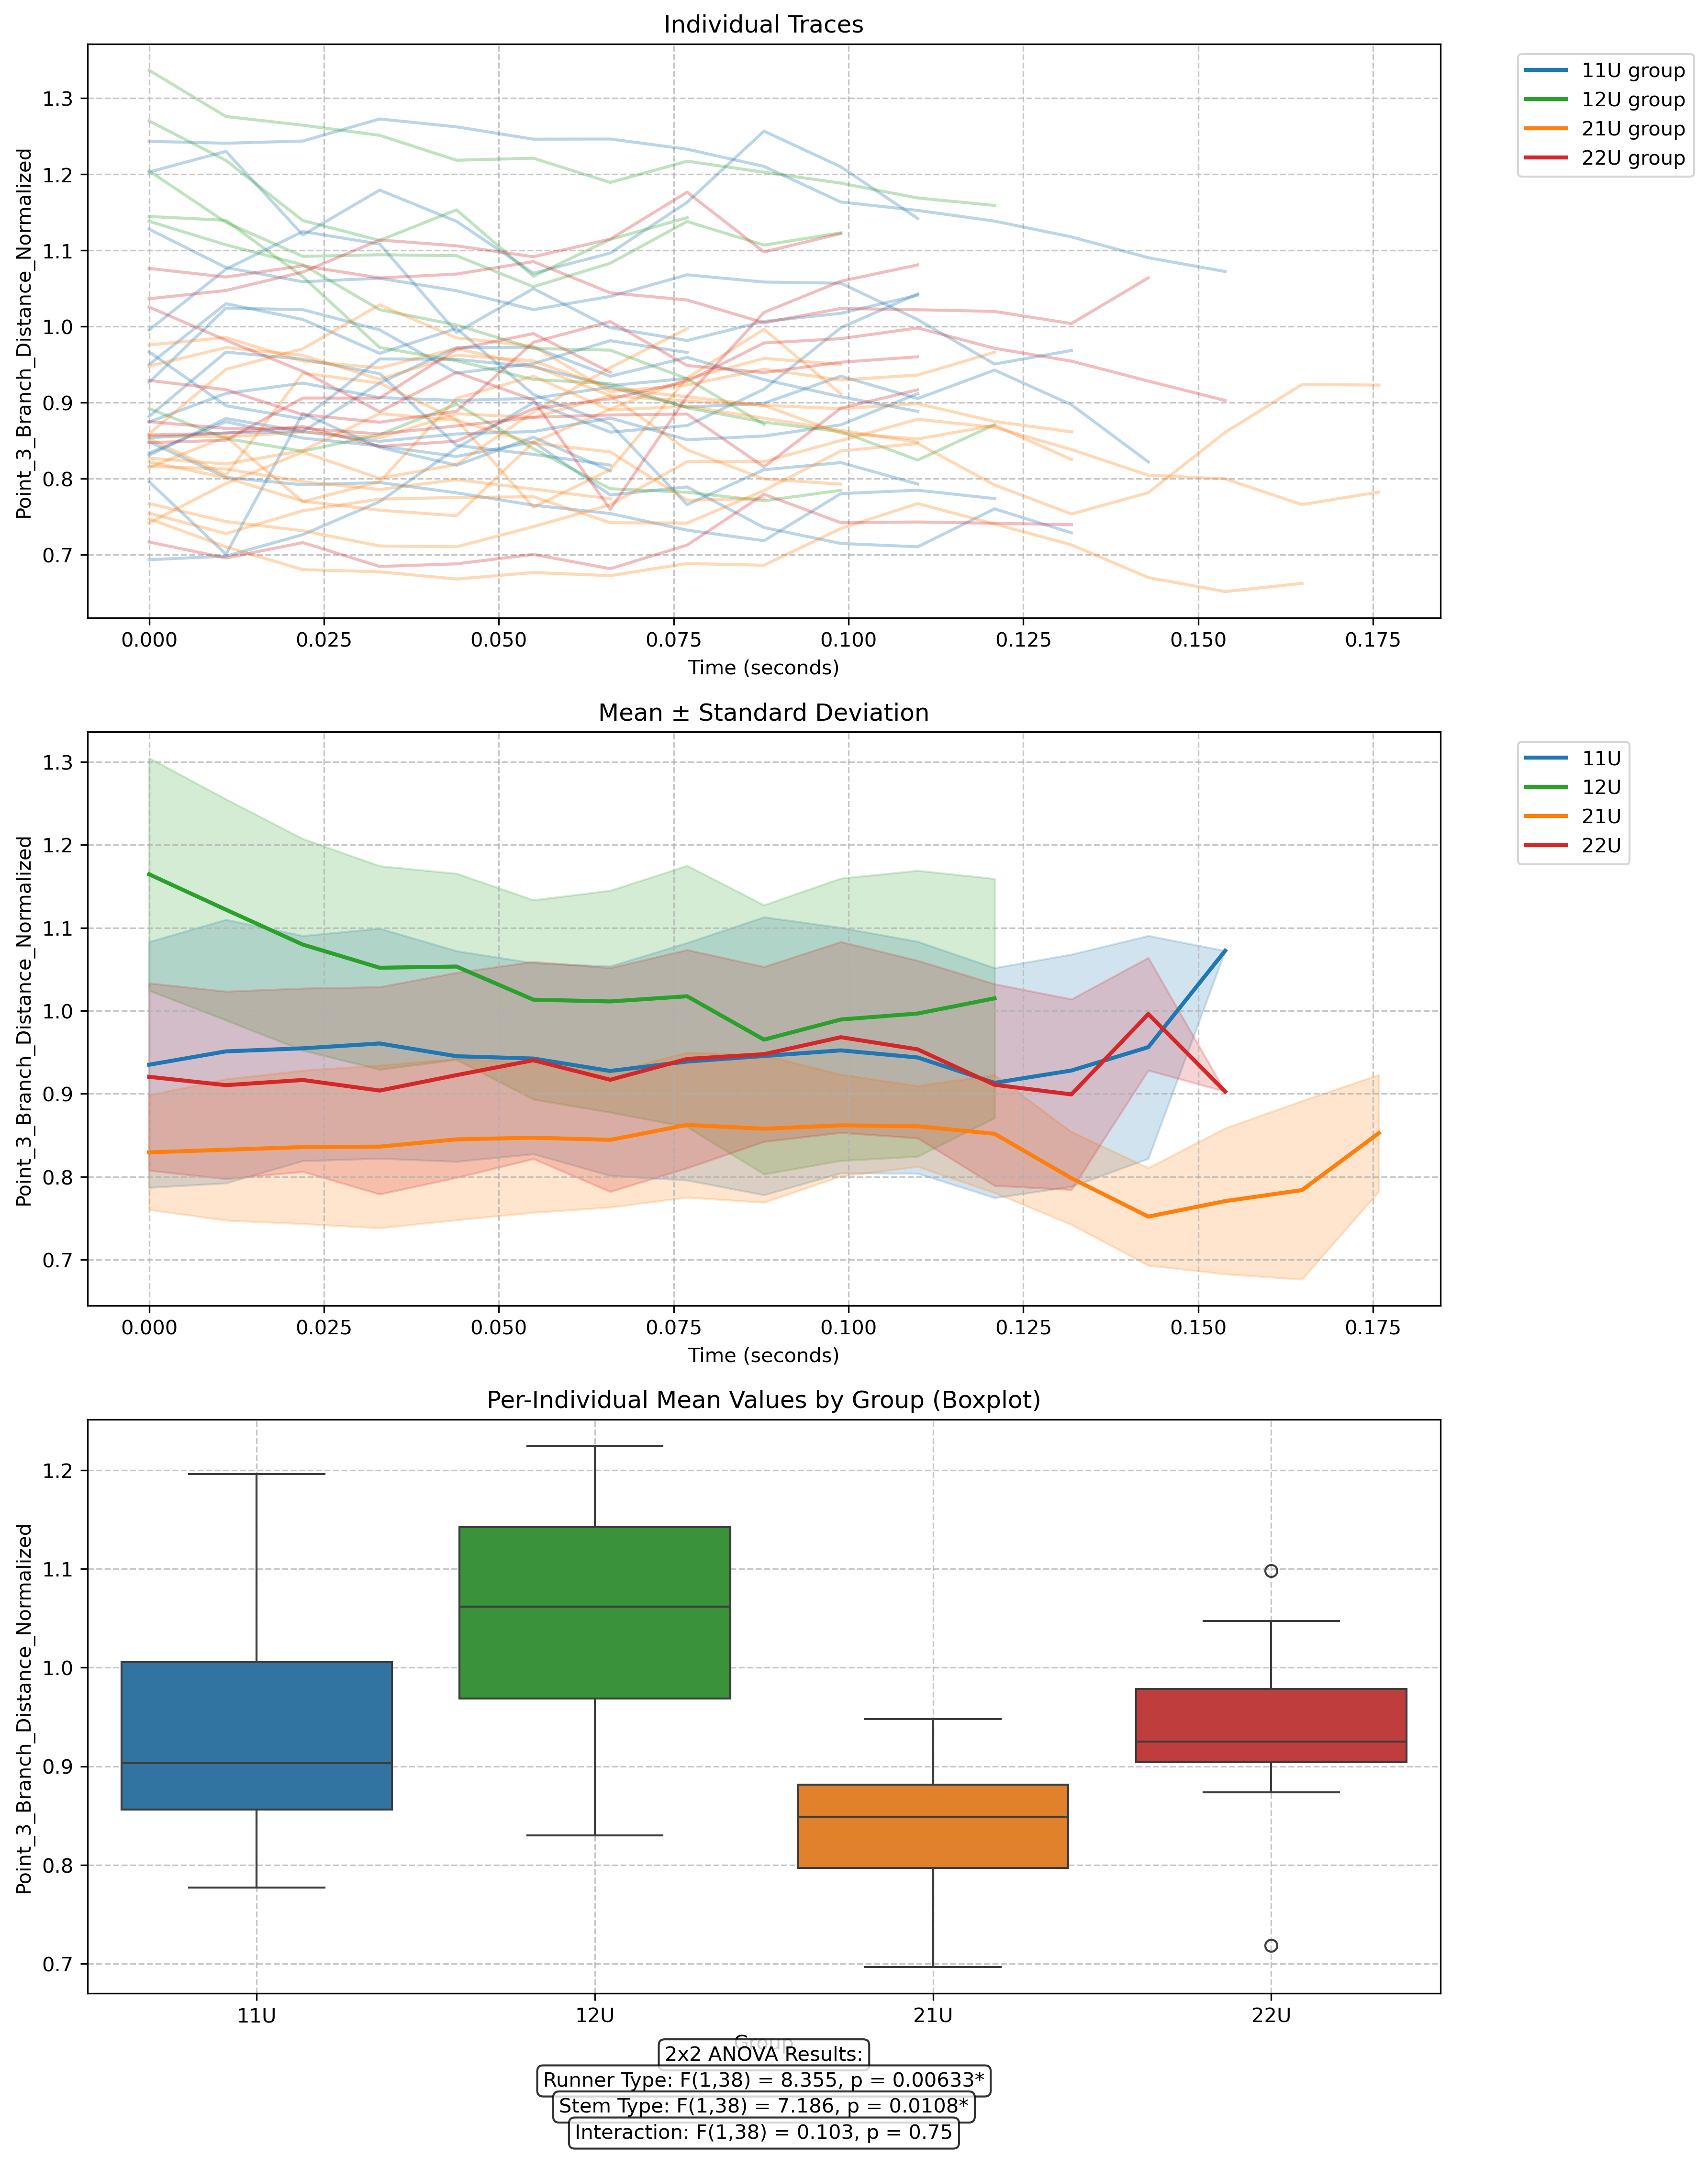 Individual Traces
Point_3_Branch_Distance_Normalized
1.3
1.2
1.1
1.0
0.9
0.8
0.7
0.000 0.025 0.050 0.075 0.100 0.125 0.150 0.175
Time (seconds)
11U group
12U group
21U group
22U group
Mean ± Standard Deviation
Point_3_Branch_Distance_Normalized
1.3
1.2
1.1
1.0
0.9
0.8
0.7
0.000 0.025 0.050 0.075 0.100 0.125 0.150 0.175
Time (seconds)
11U
12U
21U
22U
Per-Individual Mean Values by Group (Boxplot)
Point_3_Branch_Distance_Normalized
1.2
1.1
1.0
0.9
0.8
0.7
11U 12U 21U 22U
Group
2x2 ANOVA Results:
Runner Type: F(1,38) = 8.355, p = 0.00633*
Stem Type: F(1,38) = 7.186, p = 0.0108*
Interaction: F(1,38) = 0.103, p = 0.75